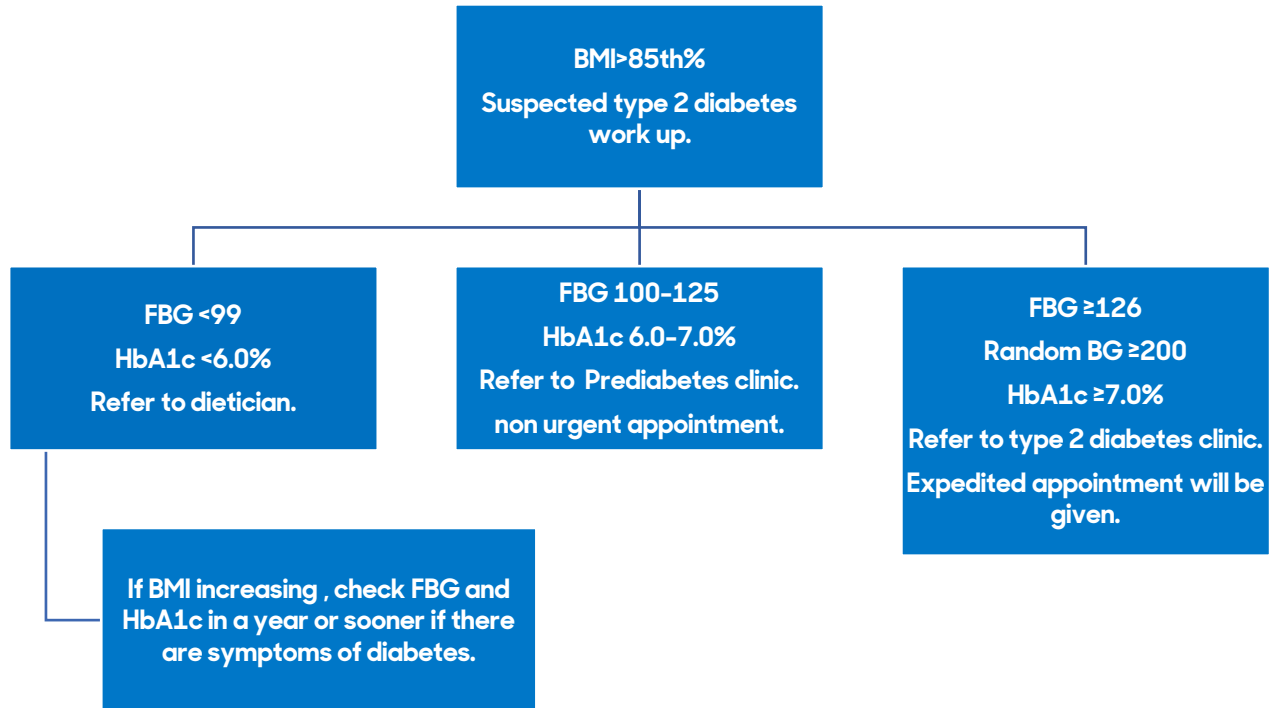 BMI>85th%
Suspected type 2 diabetes
work up.
FBG <99
HbA1c <6.0%
Refer to dietician.
FBG 100-125
HbA1c 6.0-7.0%
Refer to Prediabetes clinic.
non urgent appointment.
FBG ≥126
Random BG ≥200
HbA1c ≥7.0%
Refer to type 2 diabetes clinic.
Expedited appointment will be
given.
If BMI increasing , check FBG and
HbA1c in a year or sooner if there
are symptoms of diabetes.